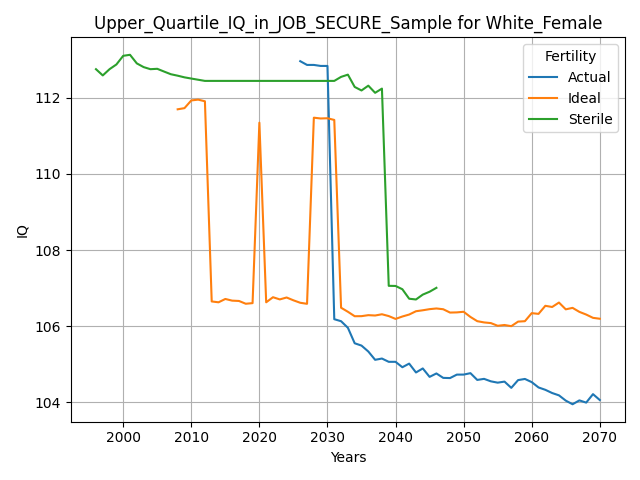 Upper_Quartile_IQ_in_JOB_SECURE_Sample for White_Female
Fertility
Actual
Ideal
Sterile
IQ
112
110
108
106
104
2000 2010 2020 2030 2040 2050 2060 2070
Years